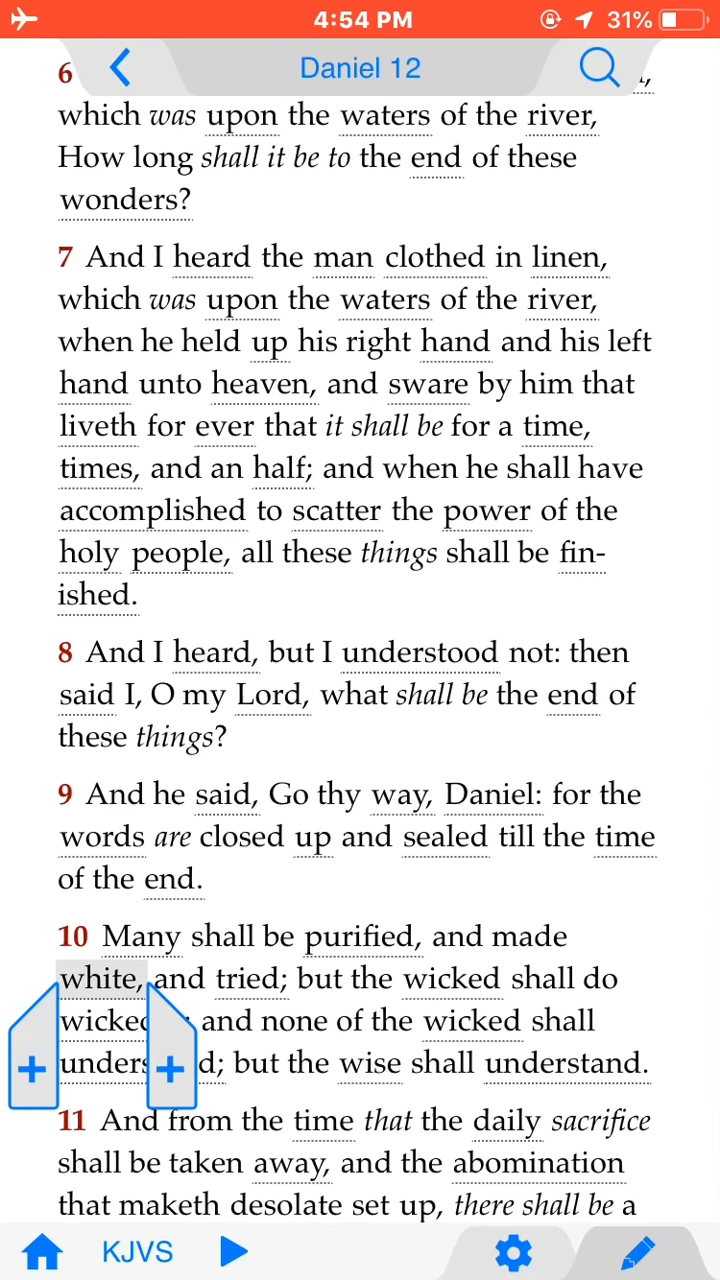 4:54 PM
31%
Daniel 12
6
which was upon the waters of the river,
How long shall it be to the end of these
wonders?
7 And I heard the man clothed in linen,
which was upon the waters of the river,
when he held up his right hand and his left
hand unto heaven, and sware by him that
liveth for ever that it shall be for a time,
times, and an half; and when he shall have
accomplished to scatter the power of the
holy people, all these things shall be fin-
ished.
8 And I heard, but I understood not: then
said I, O my Lord, what shall be the end of
these things?
9 And he said, Go thy way, Daniel: for the
words are closed up and sealed till the time
of the end.
10 Many shall be purified, and made
white, and tried; but the wicked shall do
and none of the wicked shall
but the wise shall understand.
11 And from the time that the daily sacrifice
shall be taken away, and the abomination
that maketh desolate set up, there shall be a
KJVS